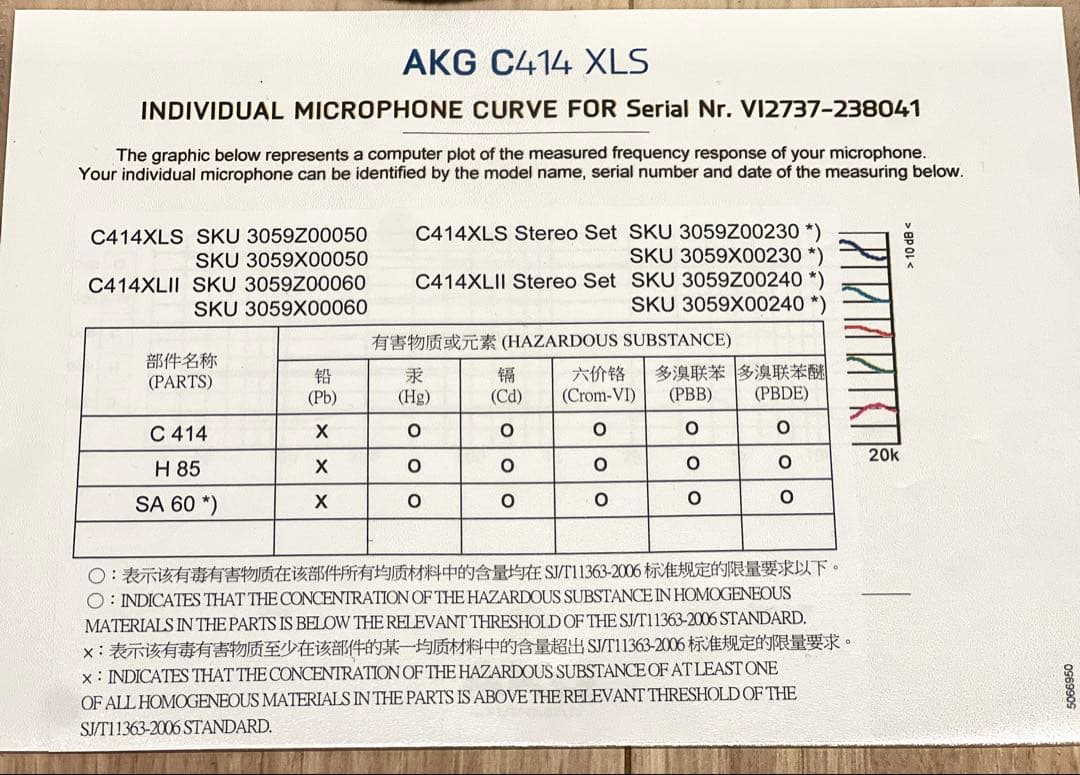 AKG C414 XLS
INDIVIDUAL MICROPHONE CURVE FOR Serial Nr. VI2737-238041
The graphic below represents a computer plot of the measured frequency response of your microphone.
Your individual microphone can be identified by the model name, serial number and date of the measuring below.
C414XLS SKU 3059Z00050 C414XLS Stereo Set SKU 3059Z00230 *)
SKU 3059X00050 SKU 3059X00230 *)
C414XLII SKU 3059Z00060 C414XLII Stereo Set SKU 3059Z00240 *)
SKU 3059X00060 SKU 3059X00240 *)
> 10 dB <
20k
部件名称
(PARTS)
有害物质或元素 (HAZARDOUS SUBSTANCE)
铅 汞 镉 六价铬 多溴联苯 多溴联苯醚
(Pb) (Hg) (Cd) (Crom-VI) (PBB) (PBDE)
C 414 X O O O O O
H 85 X O O O O O
SA 60 *) X O O O O O
○：表示该有毒有害物质在该部件所有均质材料中的含量均在 SJ/T11363-2006 标准规定的限量要求以下。
○：INDICATES THAT THE CONCENTRATION OF THE HAZARDOUS SUBSTANCE IN HOMOGENEOUS
MATERIALS IN THE PARTS IS BELOW THE RELEVANT THRESHOLD OF THE SJ/T11363-2006 STANDARD.
×：表示该有毒有害物质至少在该部件的某一均质材料中的含量超出 SJ/T11363-2006 标准规定的限量要求。
×：INDICATES THAT THE CONCENTRATION OF THE HAZARDOUS SUBSTANCE OF AT LEAST ONE
OF ALL HOMOGENEOUS MATERIALS IN THE PARTS IS ABOVE THE RELEVANT THRESHOLD OF THE
SJ/T11363-2006 STANDARD.
5066950